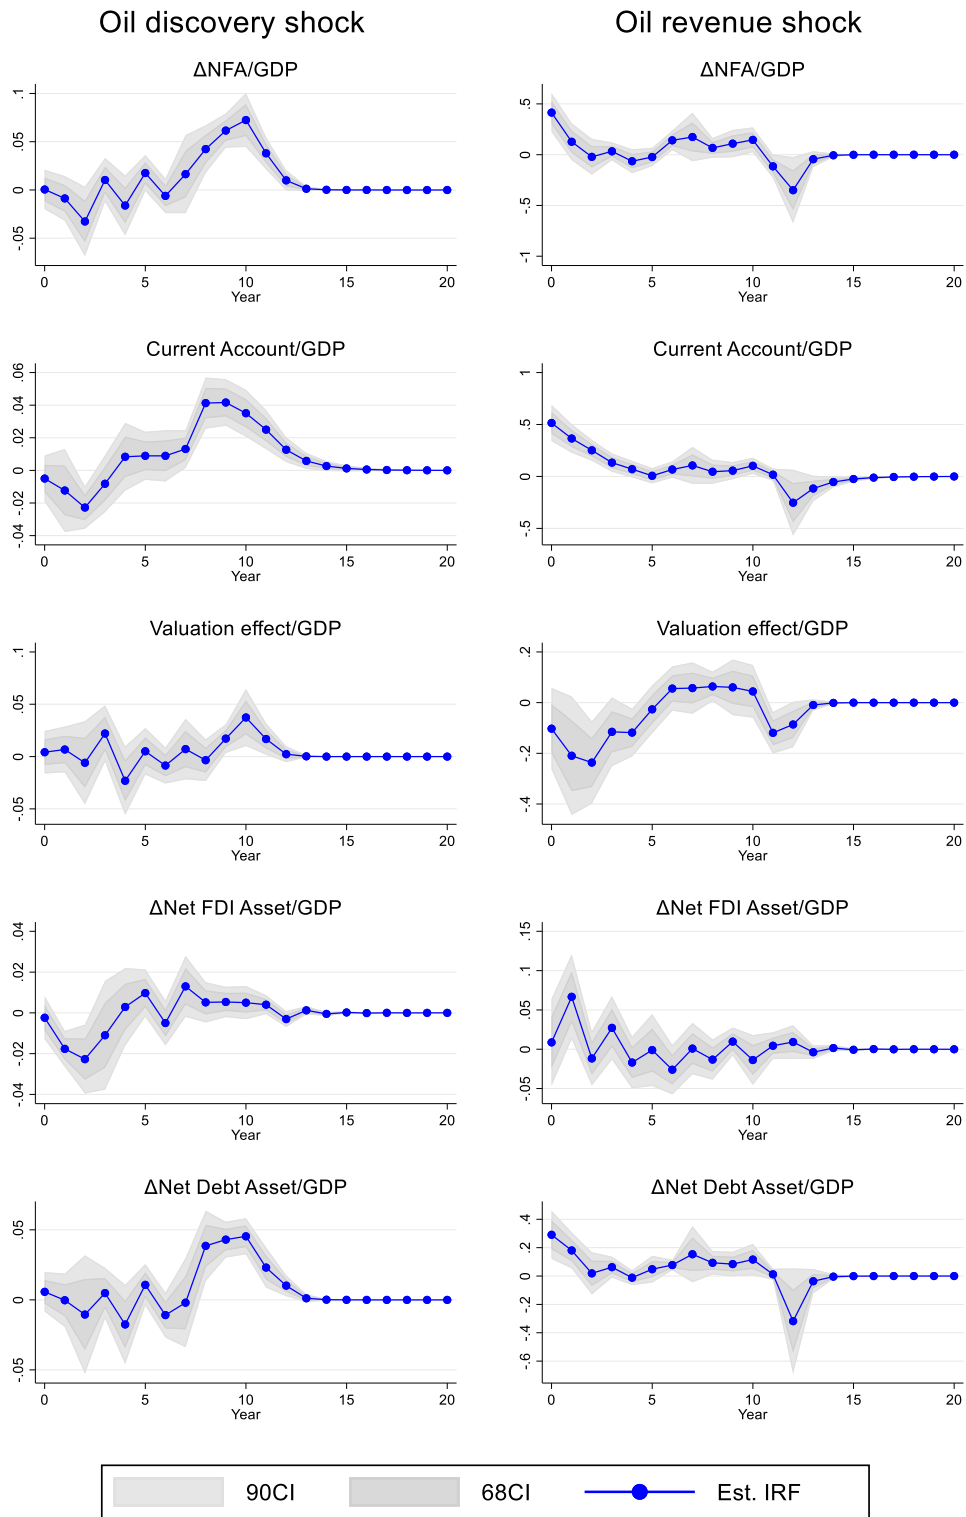 Oil discovery shock
Oil revenue shock
ΔNFA/GDP
.1
.05
0
-.05
0 5 10 15 20
Year
ΔNFA/GDP
.5
0
-.5
-1
0 5 10 15 20
Year
Current Account/GDP
.06
.04
.02
0
-.02
-.04
0 5 10 15 20
Year
Current Account/GDP
1
.5
0
-.5
0 5 10 15 20
Year
Valuation effect/GDP
.1
.05
0
-.05
0 5 10 15 20
Year
Valuation effect/GDP
.2
0
-.2
-.4
0 5 10 15 20
Year
ΔNet FDI Asset/GDP
.04
.02
0
-.02
-.04
0 5 10 15 20
Year
ΔNet FDI Asset/GDP
.15
.1
.05
0
-.05
0 5 10 15 20
Year
ΔNet Debt Asset/GDP
.05
0
-.05
0 5 10 15 20
Year
ΔNet Debt Asset/GDP
.4
.2
0
-.2
-.4
-.6
0 5 10 15 20
Year
90CI 68CI Est. IRF